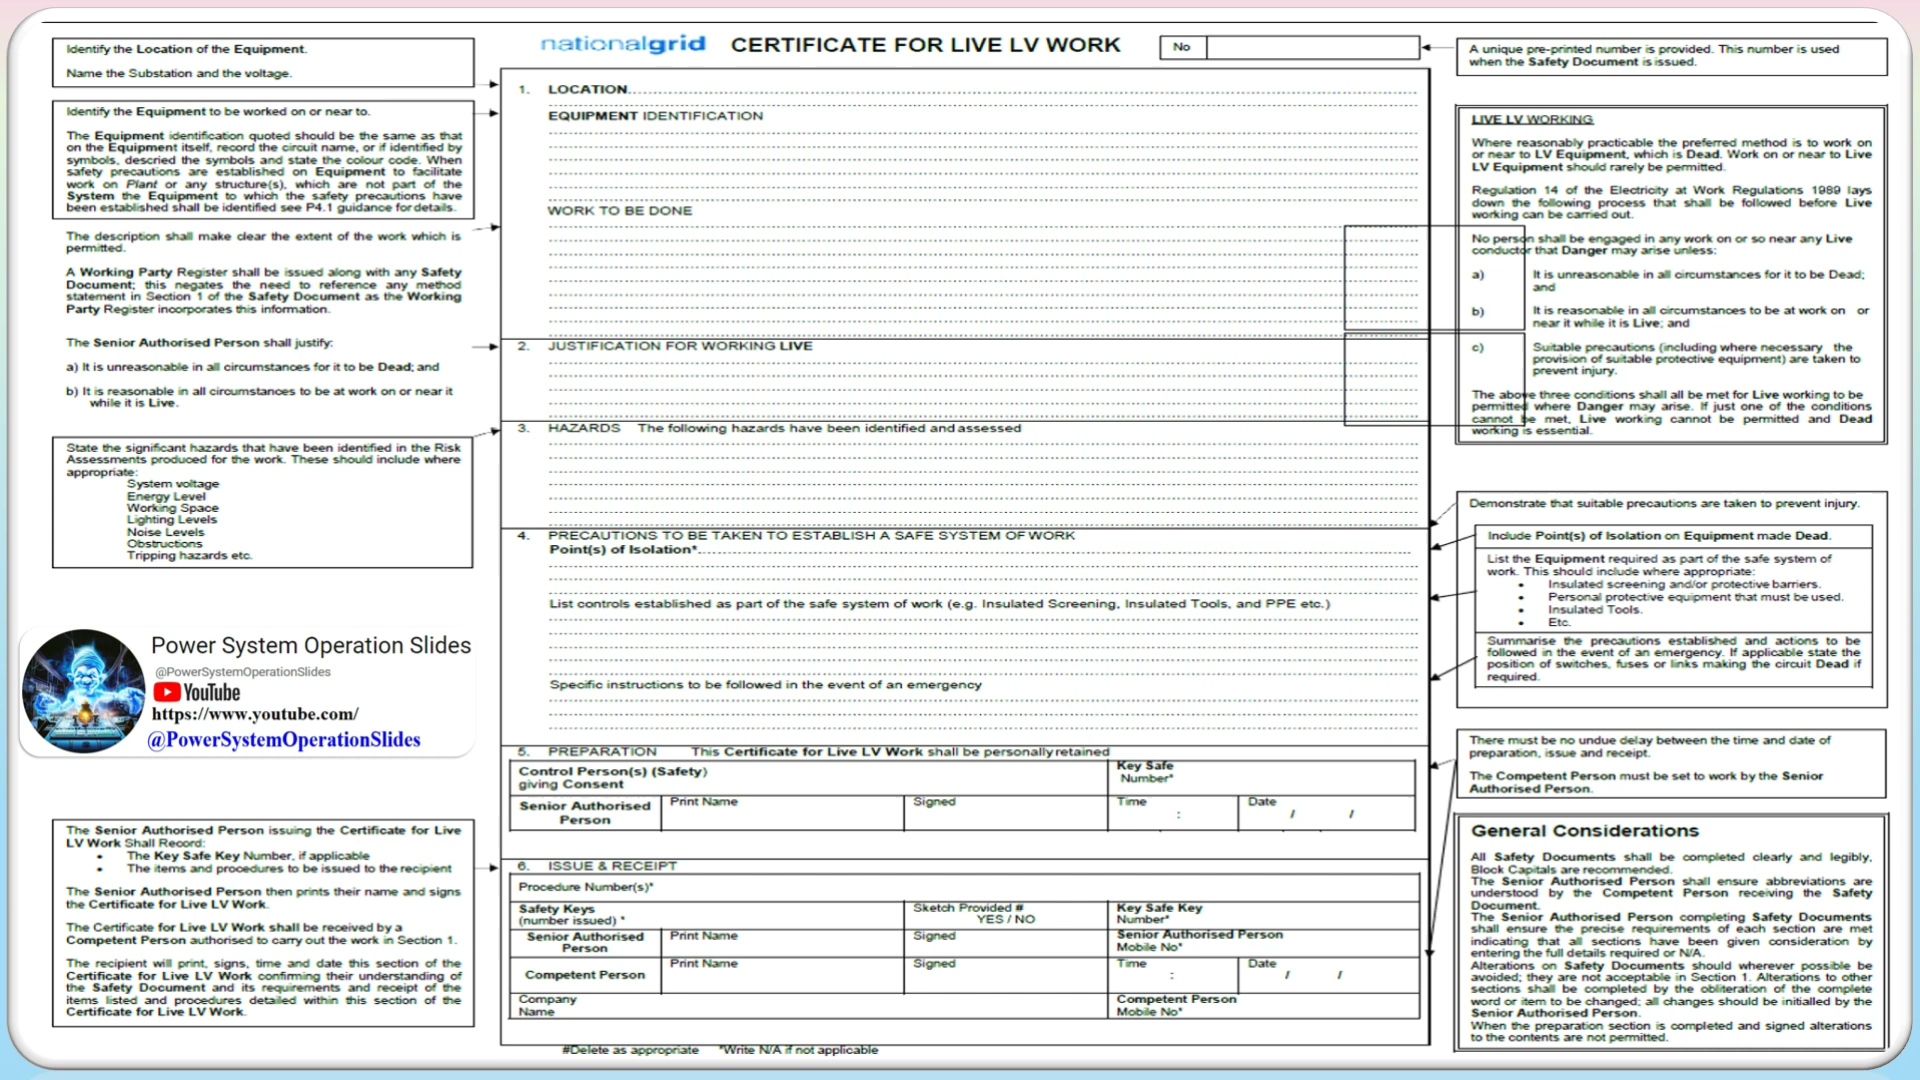 nationalgrid CERTIFICATE FOR LIVE LV WORK
No
Identify the Location of the Equipment.
Name the Substation and the voltage.
Identify the Equipment to be worked on or near to.
The Equipment identification quoted should be the same as that
on the Equipment itself, record the circuit name, or if identified by
symbols, descried the symbols and state the colour code. When
safety precautions are established on Equipment to facilitate
work on Plant or any structure(s), which are not part of the
System the Equipment to which the safety precautions have
been established shall be identified see P4.1 guidance for details.
The description shall make clear the extent of the work which is
permitted.
A Working Party Register shall be issued along with any Safety
Document; this negates the need to reference any method
statement in Section 1 of the Safety Document as the Working
Party Register incorporates this information.
The Senior Authorised Person shall justify:
a) It is unreasonable in all circumstances for it to be Dead; and
b) It is reasonable in all circumstances to be at work on or near it
while it is Live.
State the significant hazards that have been identified in the Risk
Assessments produced for the work. These should include where
appropriate:
System voltage
Energy Level
Working Space
Lighting Levels
Noise Levels
Obstructions
Tripping hazards etc.
Power System Operation Slides
@PowerSystemOperationSlides
YouTube
https://www.youtube.com/
@PowerSystemOperationSlides
The Senior Authorised Person issuing the Certificate for Live
LV Work Shall Record:
• The Key Safe Key Number, if applicable
• The items and procedures to be issued to the recipient
The Senior Authorised Person then prints their name and signs
the Certificate for Live LV Work.
The Certificate for Live LV Work shall be received by a
Competent Person authorised to carry out the work in Section 1.
The recipient will print, signs, time and date this section of the
Certificate for Live LV Work confirming their understanding of
the Safety Document and its requirements and receipt of the
items listed and procedures detailed within this section of the
Certificate for Live LV Work.
1. LOCATION
EQUIPMENT IDENTIFICATION
WORK TO BE DONE
2. JUSTIFICATION FOR WORKING LIVE
3. HAZARDS The following hazards have been identified and assessed
4. PRECAUTIONS TO BE TAKEN TO ESTABLISH A SAFE SYSTEM OF WORK
Point(s) of Isolation*
List controls established as part of the safe system of work (e.g. Insulated Screening, Insulated Tools, and PPE etc.)
Specific instructions to be followed in the event of an emergency
5. PREPARATION This Certificate for Live LV Work shall be personally retained
Control Person(s) (Safety)
giving Consent
Key Safe
Number*
Senior Authorised
Person
Print Name
Signed
Time
:
Date
/ /
6. ISSUE & RECEIPT
Procedure Number(s)*
Safety Keys
(number issued) *
Sketch Provided #
YES / NO
Key Safe Key
Number*
Senior Authorised
Person
Print Name
Signed
Senior Authorised Person
Mobile No*
Competent Person
Print Name
Signed
Time
:
Date
/ /
Company
Name
Competent Person
Mobile No*
#Delete as appropriate *Write N/A if not applicable
A unique pre-printed number is provided. This number is used
when the Safety Document is issued.
LIVE LV WORKING
Where reasonably practicable the preferred method is to work on
or near to LV Equipment, which is Dead. Work on or near to Live
LV Equipment should rarely be permitted.
Regulation 14 of the Electricity at Work Regulations 1989 lays
down the following process that shall be followed before Live
working can be carried out.
No person shall be engaged in any work on or so near any Live
conductor that Danger may arise unless:
a) It is unreasonable in all circumstances for it to be Dead;
and
b) It is reasonable in all circumstances to be at work on or
near it while it is Live; and
c) Suitable precautions (including where necessary the
provision of suitable protective equipment) are taken to
prevent injury.
The above three conditions shall all be met for Live working to be
permitted where Danger may arise. If just one of the conditions
cannot be met, Live working cannot be permitted and Dead
working is essential.
Demonstrate that suitable precautions are taken to prevent injury.
Include Point(s) of Isolation on Equipment made Dead.
List the Equipment required as part of the safe system of
work. This should include where appropriate:
• Insulated screening and/or protective barriers.
• Personal protective equipment that must be used.
• Insulated Tools.
• Etc.
Summarise the precautions established and actions to be
followed in the event of an emergency. If applicable state the
position of switches, fuses or links making the circuit Dead if
required.
There must be no undue delay between the time and date of
preparation, issue and receipt.
The Competent Person must be set to work by the Senior
Authorised Person.
General Considerations
All Safety Documents shall be completed clearly and legibly,
Block Capitals are recommended.
The Senior Authorised Person shall ensure abbreviations are
understood by the Competent Person receiving the Safety
Document.
The Senior Authorised Person completing Safety Documents
shall ensure the precise requirements of each section are met
indicating that all sections have been given consideration by
entering the full details required or N/A.
Alterations on Safety Documents should wherever possible be
avoided; they are not acceptable in Section 1. Alterations to other
sections shall be completed by the obliteration of the complete
word or item to be changed; all changes should be initialled by the
Senior Authorised Person.
When the preparation section is completed and signed alterations
to the contents are not permitted.